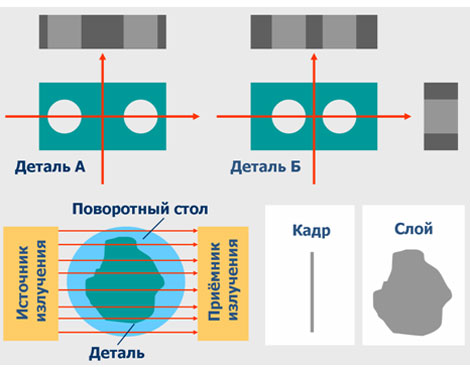 Деталь А
Деталь Б
Поворотный стол
Источник
излучения
Приёмник
излучения
Деталь
Кадр
Слой